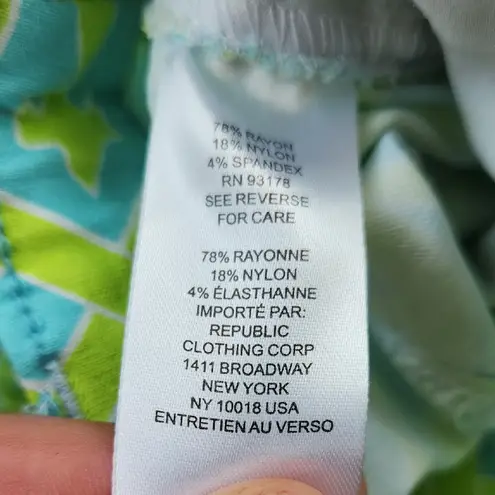 78% RAYON
18% NYLON
4% SPANDEX
RN 93178
SEE REVERSE
FOR CARE
78% RAYONNE
18% NYLON
4% ÉLASTHANNE
IMPORTÉ PAR:
REPUBLIC
CLOTHING CORP
1411 BROADWAY
NEW YORK
NY 10018 USA
ENTRETIEN AU VERSO